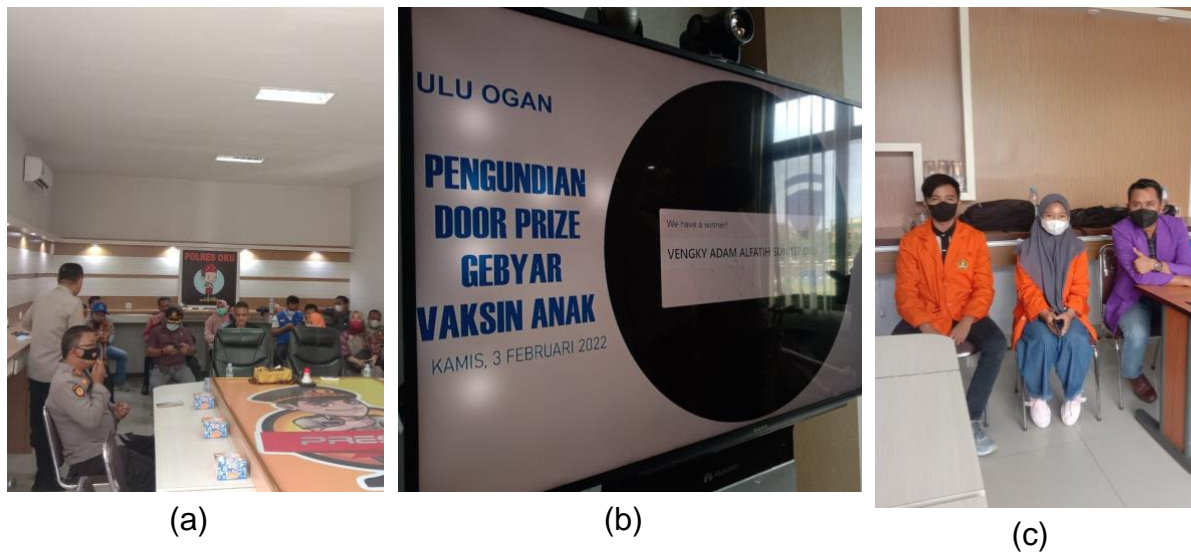 POLRES OKU
PRES
ULU OGAN
PENGUNDIAN
DOOR PRIZE
GEBYAR
VAKSIN ANAK
KAMIS, 3 FEBRUARI 2022
We have a winner!
VENGKY ADAM ALFATIH
(a)
(b)
(c)